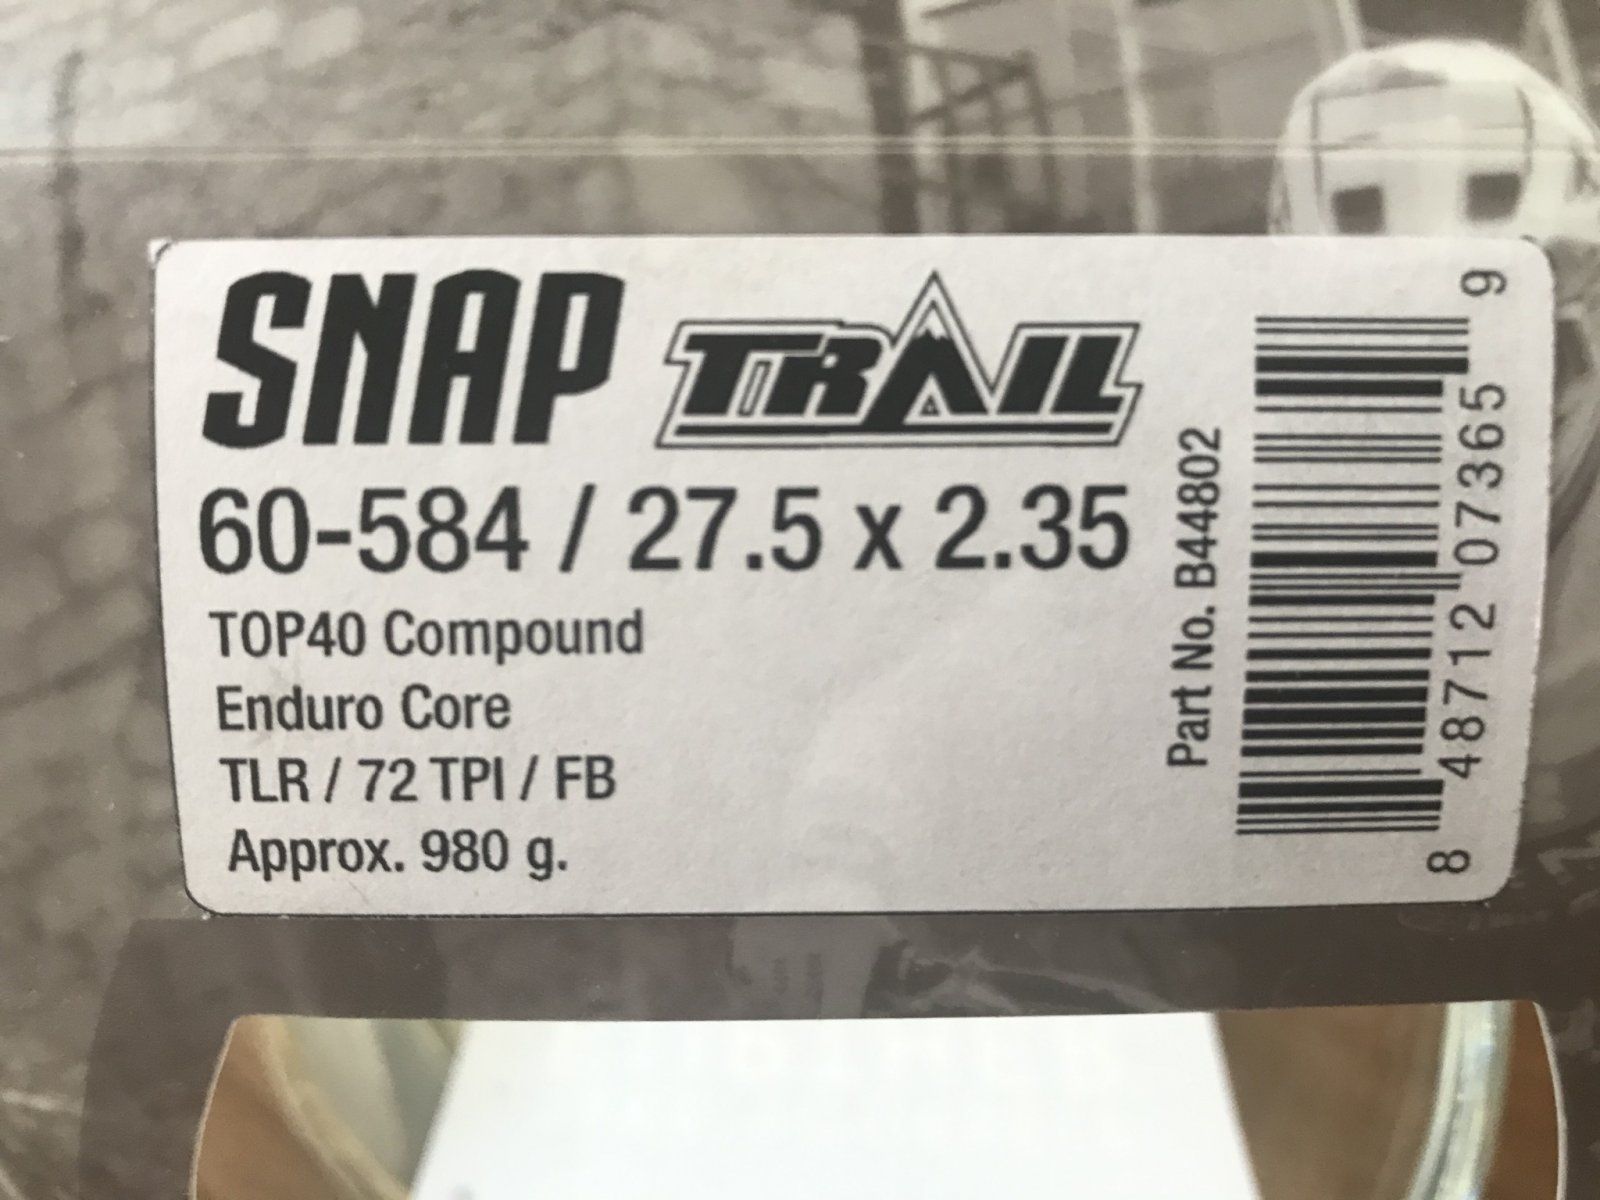 SNAP TRAIL
60-584 / 27.5 x 2.35
TOP40 Compound
Enduro Core
TLR / 72 TPI / FB
Approx. 980 g.
Part No. B44802
8 48712 07365 9